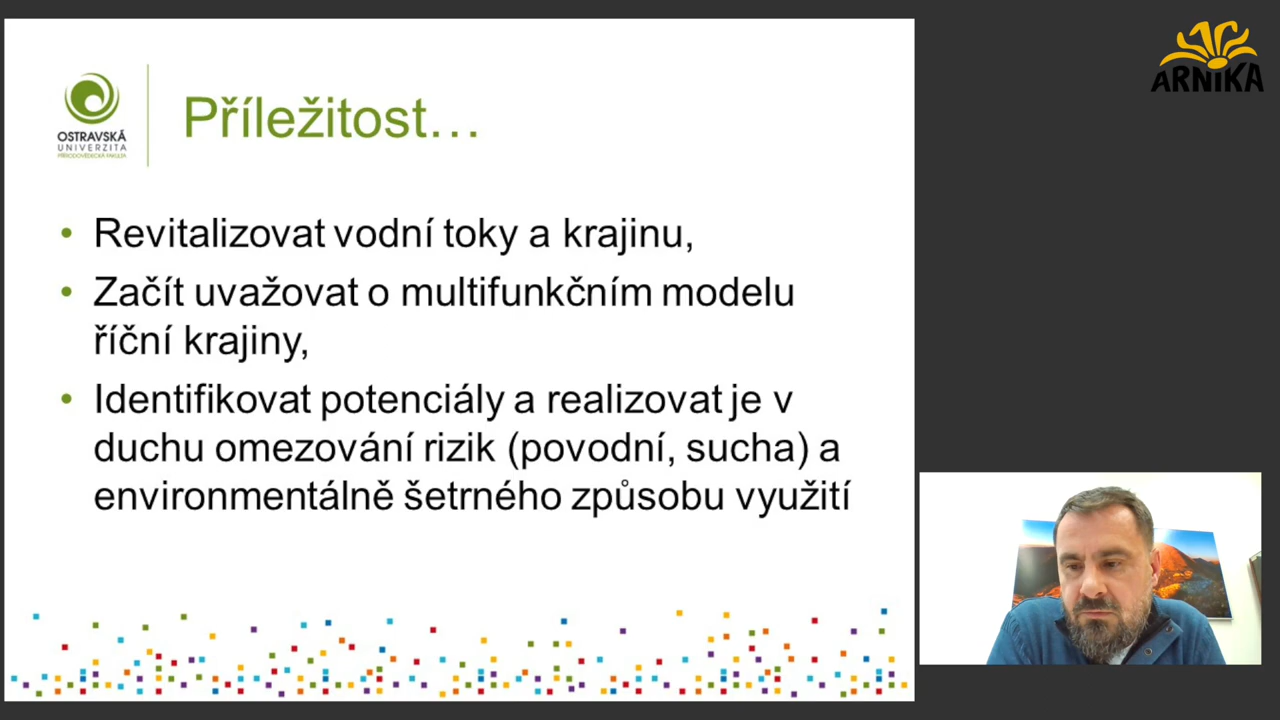 ARNIKA
OSTRAVSKÁ
UNIVERZITA
PŘÍRODOVĚDECKÁ FAKULTA
Příležitost…
• Revitalizovat vodní toky a krajinu,
• Začít uvažovat o multifunkčním modelu
říční krajiny,
• Identifikovat potenciály a realizovat je v
duchu omezování rizik (povodní, sucha) a
environmentálně šetrného způsobu využití